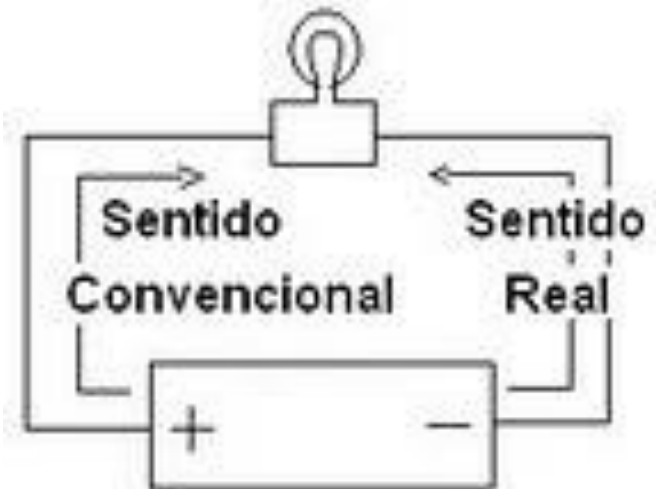 Sentido
Convencional
Sentido
Real
+ −